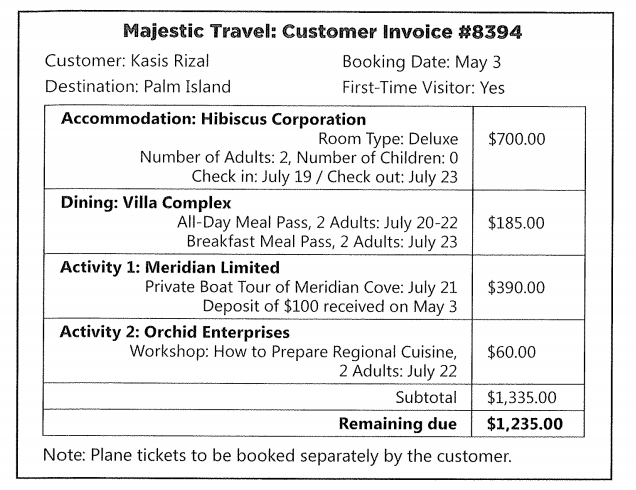 Majestic Travel: Customer Invoice #8394
Customer: Kasis Rizal
Booking Date: May 3
Destination: Palm Island
First-Time Visitor: Yes
Accommodation: Hibiscus Corporation
Room Type: Deluxe
$700.00
Number of Adults: 2, Number of Children: 0
Check in: July 19 / Check out: July 23
Dining: Villa Complex
All-Day Meal Pass, 2 Adults: July 20-22
$185.00
Breakfast Meal Pass, 2 Adults: July 23
Activity 1: Meridian Limited
Private Boat Tour of Meridian Cove: July 21
$390.00
Deposit of $100 received on May 3
Activity 2: Orchid Enterprises
Workshop: How to Prepare Regional Cuisine,
$60.00
2 Adults: July 22
Subtotal
$1,335.00
Remaining due
$1,235.00
Note: Plane tickets to be booked separately by the customer.